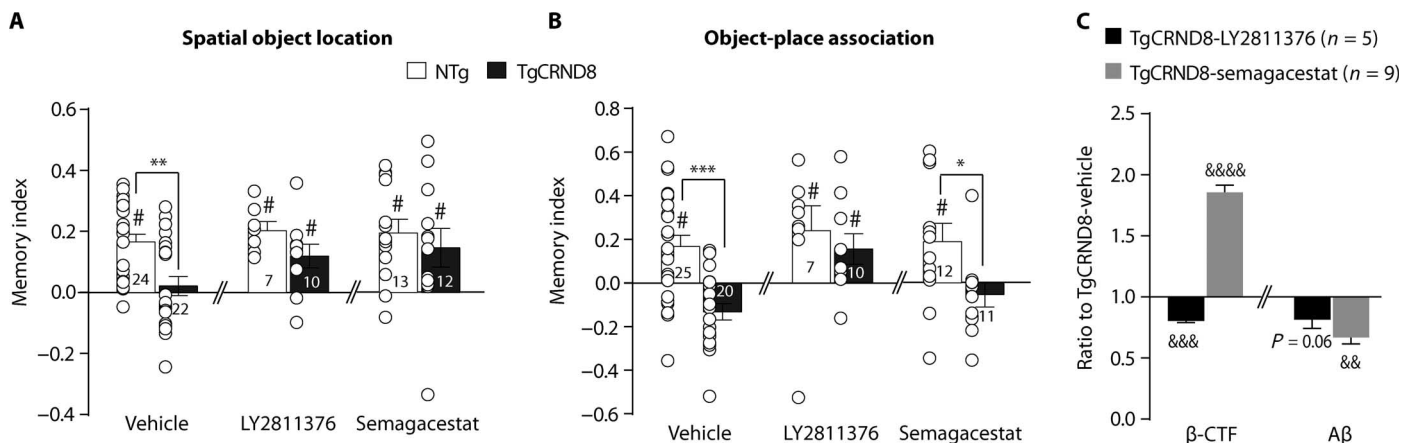 A
Spatial object location
B
Object-place association
C
TgCRND8-LY2811376 (n = 5)
TgCRND8-semagacestat (n = 9)
NTg
TgCRND8
Memory index
0.6
0.4
0.2
0.0
−0.2
−0.4
**
#
#
#
#
#
24
22
7
10
13
12
Vehicle
LY2811376
Semagacestat
Memory index
0.8
0.6
0.4
0.2
0.0
−0.2
−0.4
−0.6
***
*
#
#
#
#
25
20
7
10
12
11
Vehicle
LY2811376
Semagacestat
Ratio to TgCRND8-vehicle
2.5
2.0
1.5
1.0
0.5
0.0
&&&&
&&&
P = 0.06
&&
β-CTF
Aβ